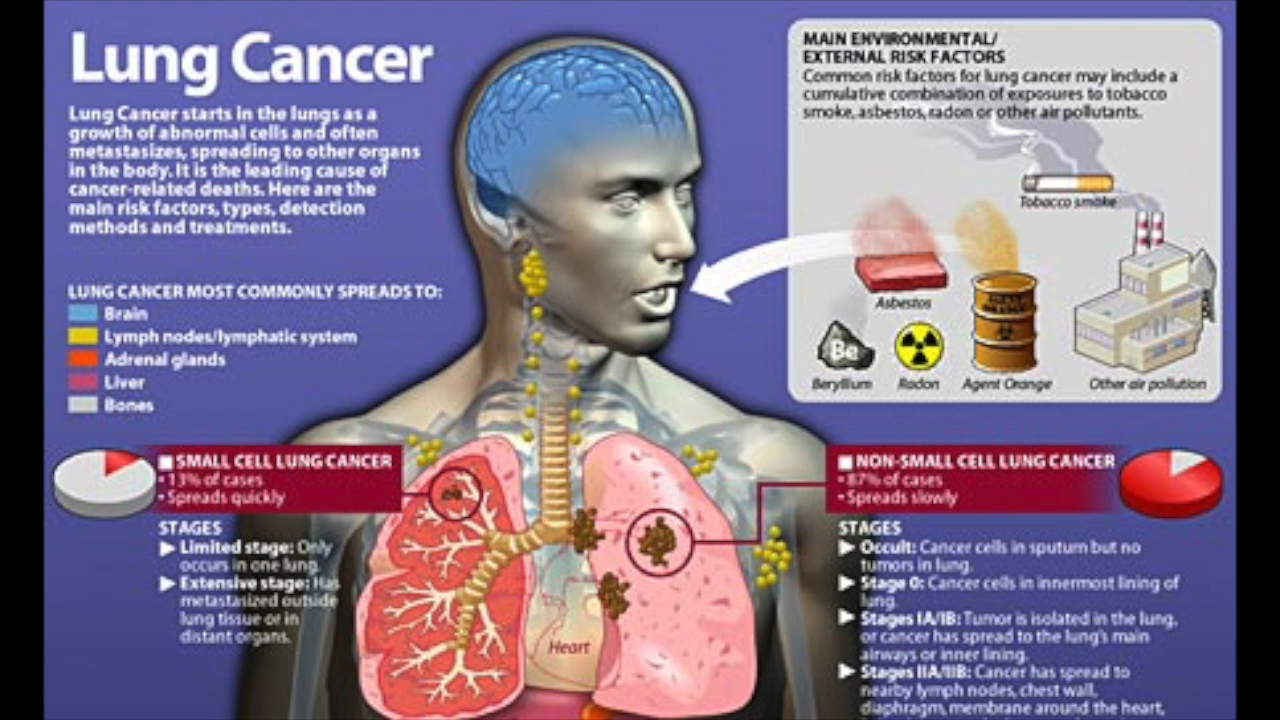 Lung Cancer
Lung Cancer starts in the lungs as a
growth of abnormal cells and often
metastasizes, spreading to other organs
in the body. It is the leading cause of
cancer-related deaths. Here are the
main risk factors, types, detection
methods and treatments.
LUNG CANCER MOST COMMONLY SPREADS TO:
Brain
Lymph nodes/lymphatic system
Adrenal glands
Liver
Bones
MAIN ENVIRONMENTAL/
EXTERNAL RISK FACTORS
Common risk factors for lung cancer may include a
cumulative combination of exposures to tobacco
smoke, asbestos, radon or other air pollutants.
Tobacco smoke
Asbestos
Be
Beryllium
Radon
Agent Orange
Other air pollution
SMALL CELL LUNG CANCER
• 13% of cases
• Spreads quickly
STAGES
▶ Limited stage: Only
occurs in one lung.
▶ Extensive stage: Has
metastasized outside
lung tissue or in
distant organs.
Heart
NON-SMALL CELL LUNG CANCER
• 87% of cases
• Spreads slowly
STAGES
▶ Occult: Cancer cells in sputum but no
tumors in lung.
▶ Stage 0: Cancer cells in innermost lining of
lung.
▶ Stages IA/IB: Tumor is isolated in the lung,
or cancer has spread to the lung's main
airways or inner lining.
▶ Stages IIA/IIB: Cancer has spread to
nearby lymph nodes, chest wall,
diaphragm, membrane around the heart,